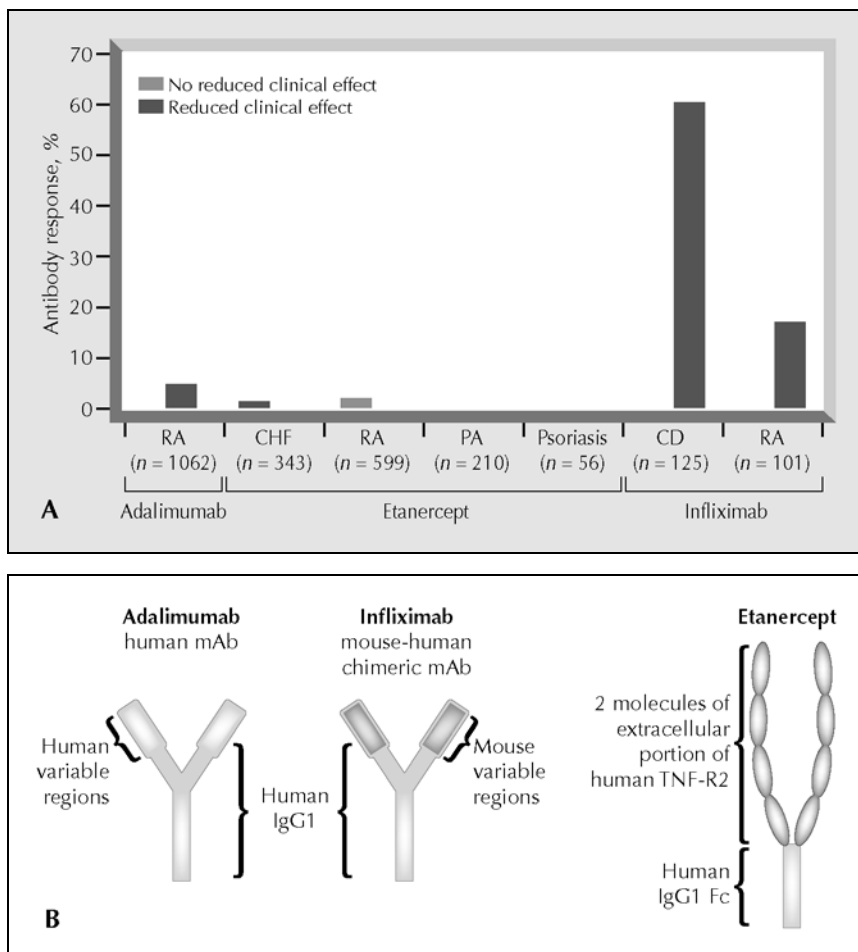 70
60
50
40
30
20
10
0
Antibody response, %
No reduced clinical effect
Reduced clinical effect
RA
(n = 1062)
CHF
(n = 343)
RA
(n = 599)
PA
(n = 210)
Psoriasis
(n = 56)
CD
(n = 125)
RA
(n = 101)
A
Adalimumab
Etanercept
Infliximab
Adalimumab
human mAb
Infliximab
mouse-human
chimeric mAb
Etanercept
Human
variable
regions
Human
IgG1
Mouse
variable
regions
2 molecules of
extracellular
portion of
human TNF-R2
Human
IgG1 Fc
B